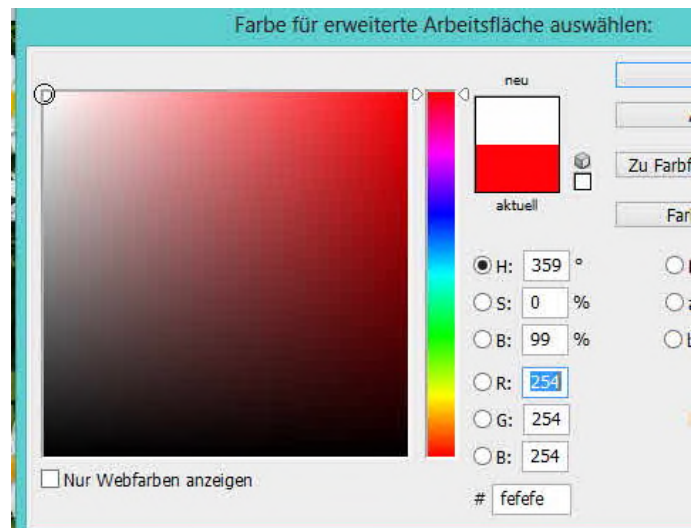 Farbe für erweiterte Arbeitsfläche auswählen:
neu
aktuell
Zu Farbf
Far
H: 359 °
S: 0 %
B: 99 %
R: 254
G: 254
B: 254
# fefefe
Nur Webfarben anzeigen